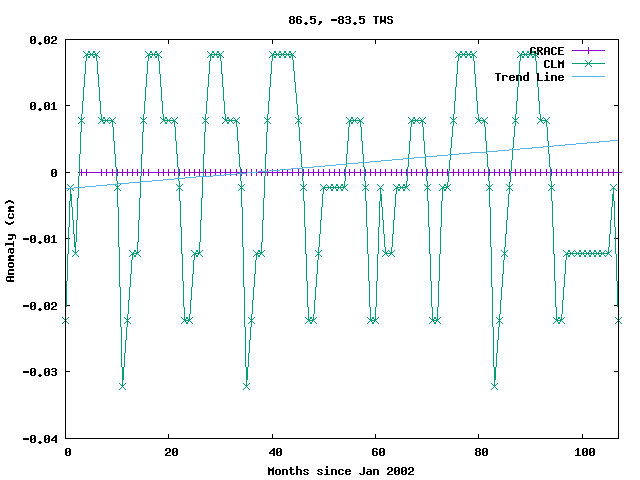 86.5, -83.5 TWS
GRACE
CLM
Trend Line
0.02
0.01
0
-0.01
-0.02
-0.03
-0.04
Anomaly (cm)
0 20 40 60 80 100
Months since Jan 2002